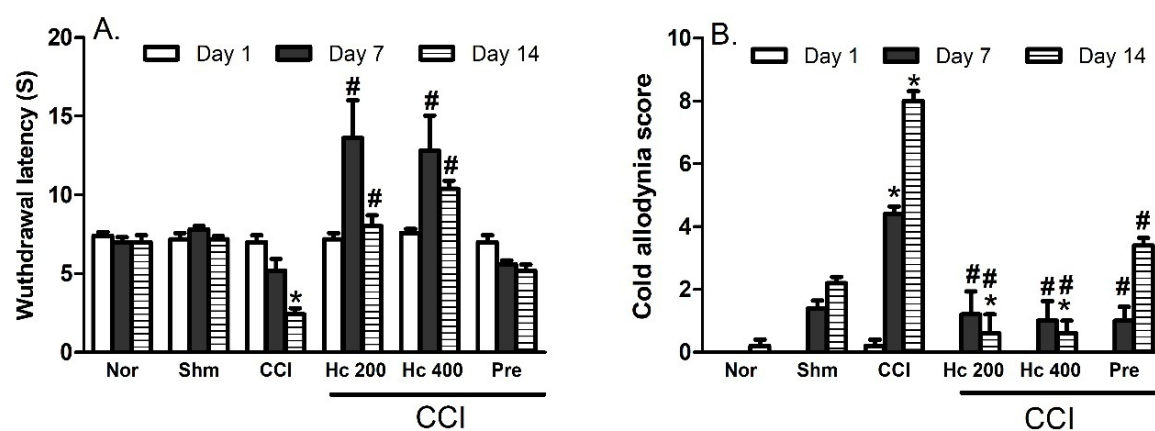 A.
Day 1 Day 7 Day 14
Wuthdrawal latency (S)
20
15
10
5
0
# # # # *
Nor Shm CCI Hc 200 Hc 400 Pre
CCI
B.
Day 1 Day 7 Day 14
Cold allodynia score
10
8
6
4
2
0
* * # # * # # * # #
Nor Shm CCI Hc 200 Hc 400 Pre
CCI